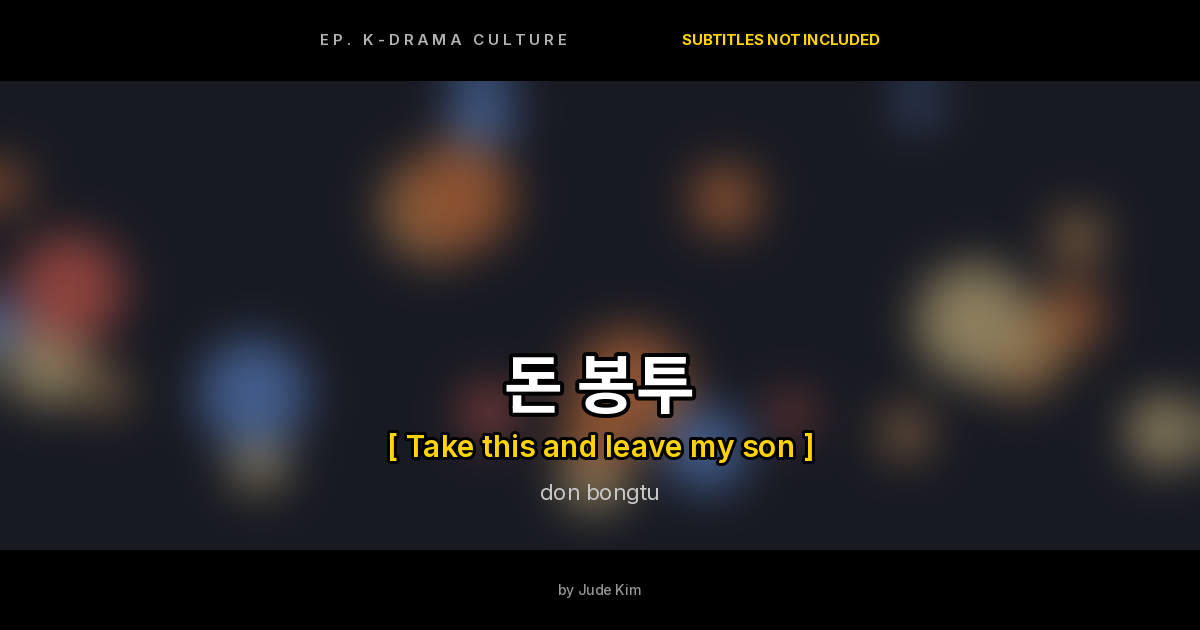 EP. K-DRAMA CULTURE
SUBTITLES NOT INCLUDED
돈 봉투
[ Take this and leave my son ]
don bongtu
by Jude Kim